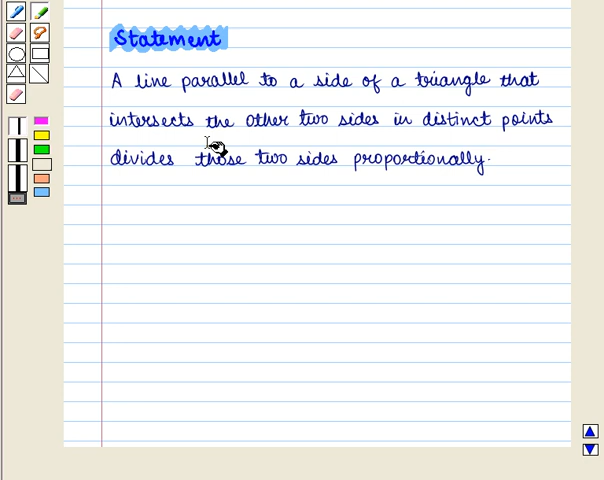 Statement
A line parallel to a side of a triangle that
intersects the other two sides in distinct points
divides those two sides proportionally.